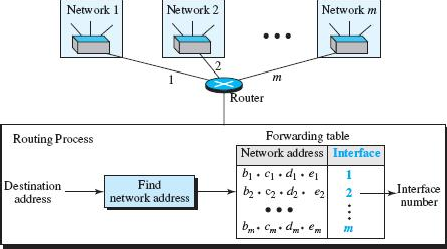 Network 1 Network 2 Network m
● ● ●
1 2 m
Router
Routing Process
Forwarding table
Network address Interface
b₁ • c₁ • d₁ • e₁ 1
Destination address
Find network address
b₂ • c₂ • d₂ • e₂ 2
Interface number
● ● ●
bₘ • cₘ • dₘ • eₘ m